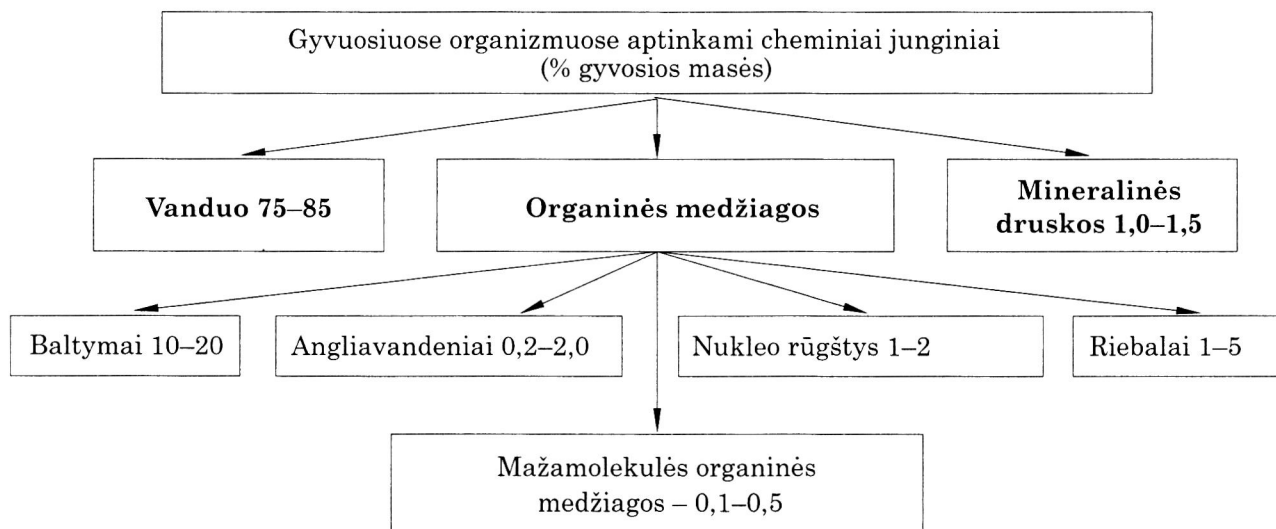 Gyvuosiuose organizmuose aptinkami cheminiai junginiai
(% gyvosios masės)
Vanduo 75–85
Organinės medžiagos
Mineralinės
druskos 1,0–1,5
Baltymai 10–20
Angliavandeniai 0,2–2,0
Nukleo rūgštys 1–2
Riebalai 1–5
Mažamolekulės organinės
medžiagos – 0,1–0,5